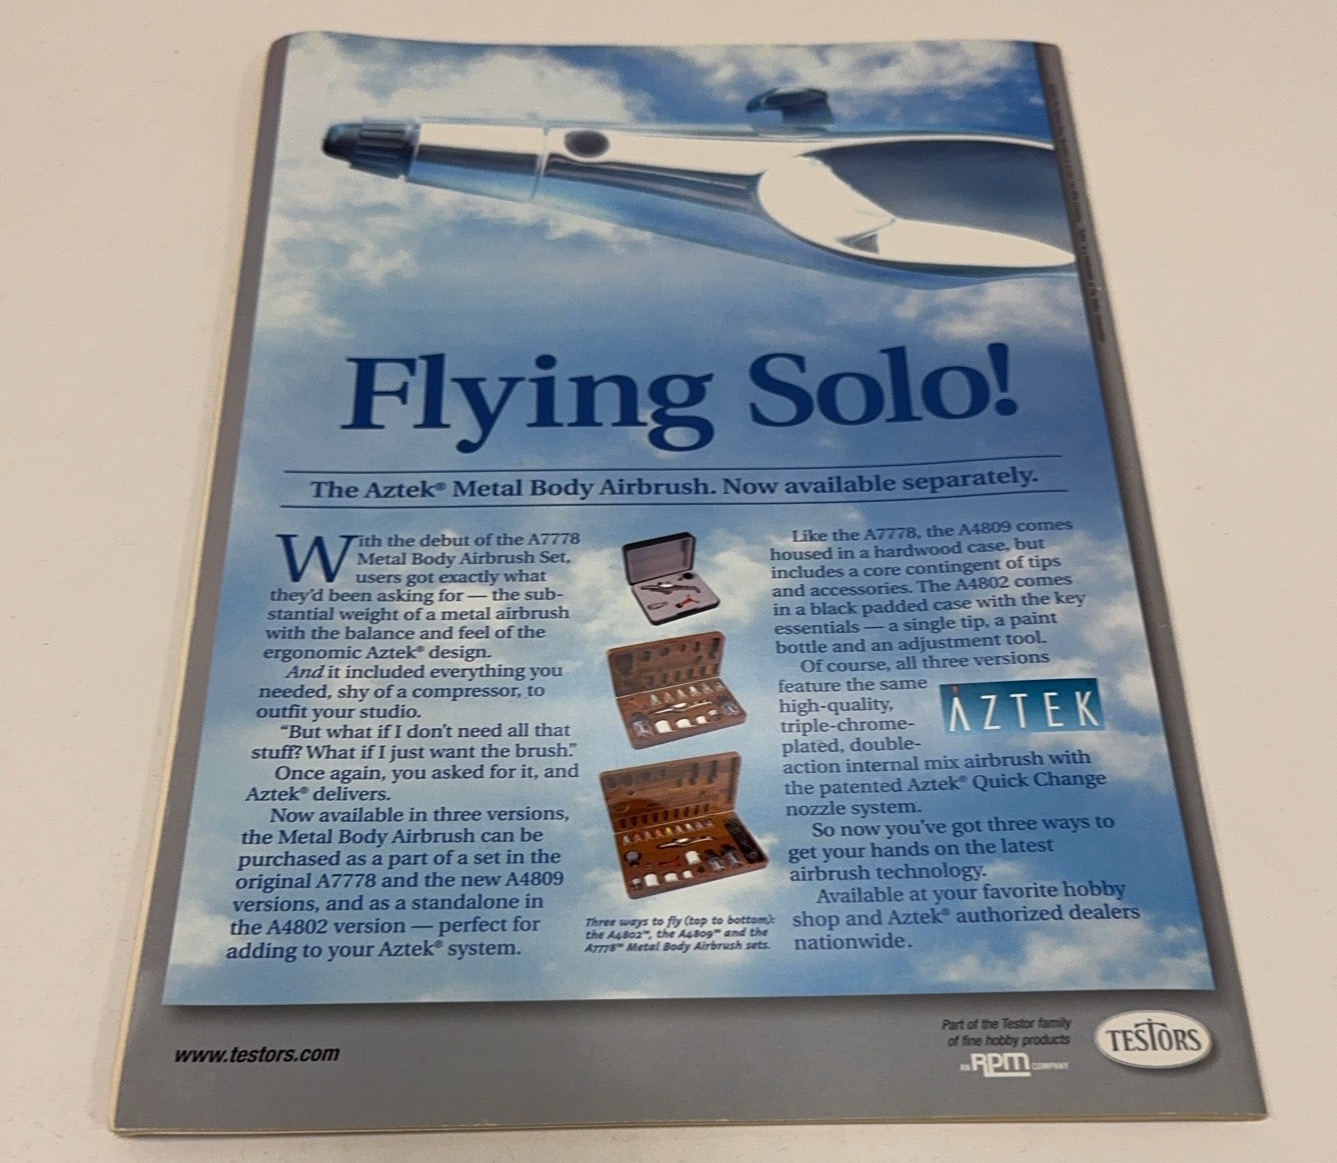 Flying Solo!
The Aztek® Metal Body Airbrush. Now available separately.
With the debut of the A7778
Metal Body Airbrush Set,
users got exactly what
they'd been asking for — the sub-
stantial weight of a metal airbrush
with the balance and feel of the
ergonomic Aztek® design.
And it included everything you
needed, shy of a compressor, to
outfit your studio.
“But what if I don't need all that
stuff? What if I just want the brush.”
Once again, you asked for it, and
Aztek® delivers.
Now available in three versions,
the Metal Body Airbrush can be
purchased as a part of a set in the
original A7778 and the new A4809
versions, and as a standalone in
the A4802 version — perfect for
adding to your Aztek® system.
Three ways to fly (top to bottom):
the A4802™, the A4809™ and the
A7778™ Metal Body Airbrush sets.
Like the A7778, the A4809 comes
housed in a hardwood case, but
includes a core contingent of tips
and accessories. The A4802 comes
in a black padded case with the key
essentials — a single tip, a paint
bottle and an adjustment tool.
Of course, all three versions
feature the same
high-quality,
triple-chrome-
plated, double-
action internal mix airbrush with
the patented Aztek® Quick Change
nozzle system.
AZTEK
So now you've got three ways to
get your hands on the latest
airbrush technology.
Available at your favorite hobby
shop and Aztek® authorized dealers
nationwide.
www.testors.com
Part of the Testor family
of fine hobby products
AN RPM COMPANY
TESTORS